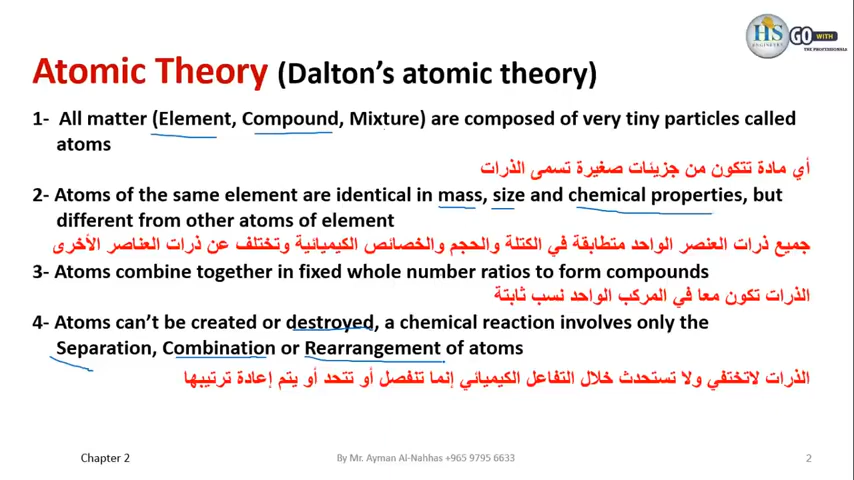 HS
ENGINEERS
GO WITH
THE PROFESSIONALS
Atomic Theory (Dalton's atomic theory)
1- All matter (Element, Compound, Mixture) are composed of very tiny particles called
atoms
أي مادة تتكون من جزيئات صغيرة تسمى الذرات
2- Atoms of the same element are identical in mass, size and chemical properties, but
different from other atoms of element
جميع ذرات العنصر الواحد متطابقة في الكتلة والحجم والخصائص الكيميائية وتختلف عن ذرات العناصر الأخرى
3- Atoms combine together in fixed whole number ratios to form compounds
الذرات تكون معا في المركب الواحد نسب ثابتة
4- Atoms can't be created or destroyed, a chemical reaction involves only the
Separation, Combination or Rearrangement of atoms
الذرات لاتختفي ولا تستحدث خلال التفاعل الكيميائي إنما تنفصل أو تتحد أو يتم إعادة ترتيبها
Chapter 2
By Mr. Ayman Al-Nahhas +965 9795 6633
2